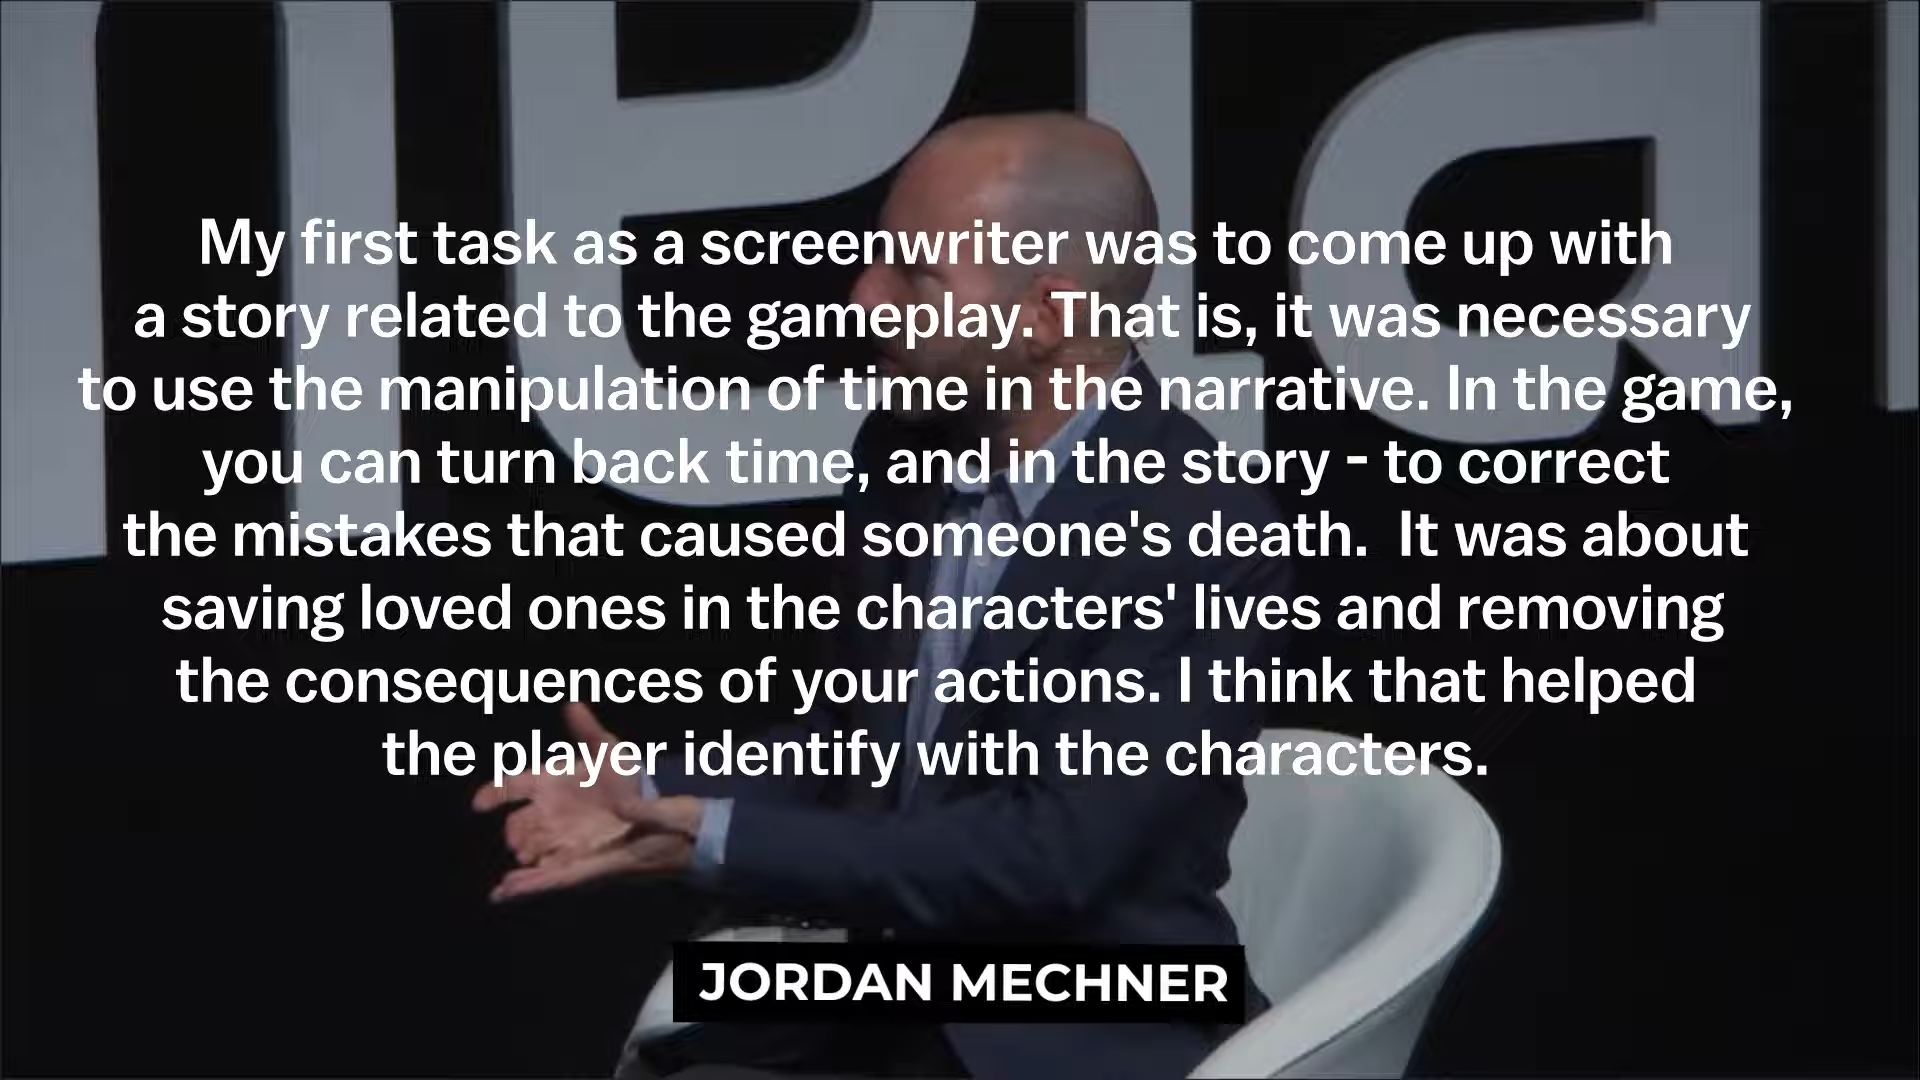 My first task as a screenwriter was to come up with
a story related to the gameplay. That is, it was necessary
to use the manipulation of time in the narrative. In the game,
you can turn back time, and in the story - to correct
the mistakes that caused someone's death. It was about
saving loved ones in the characters' lives and removing
the consequences of your actions. I think that helped
the player identify with the characters.
JORDAN MECHNER